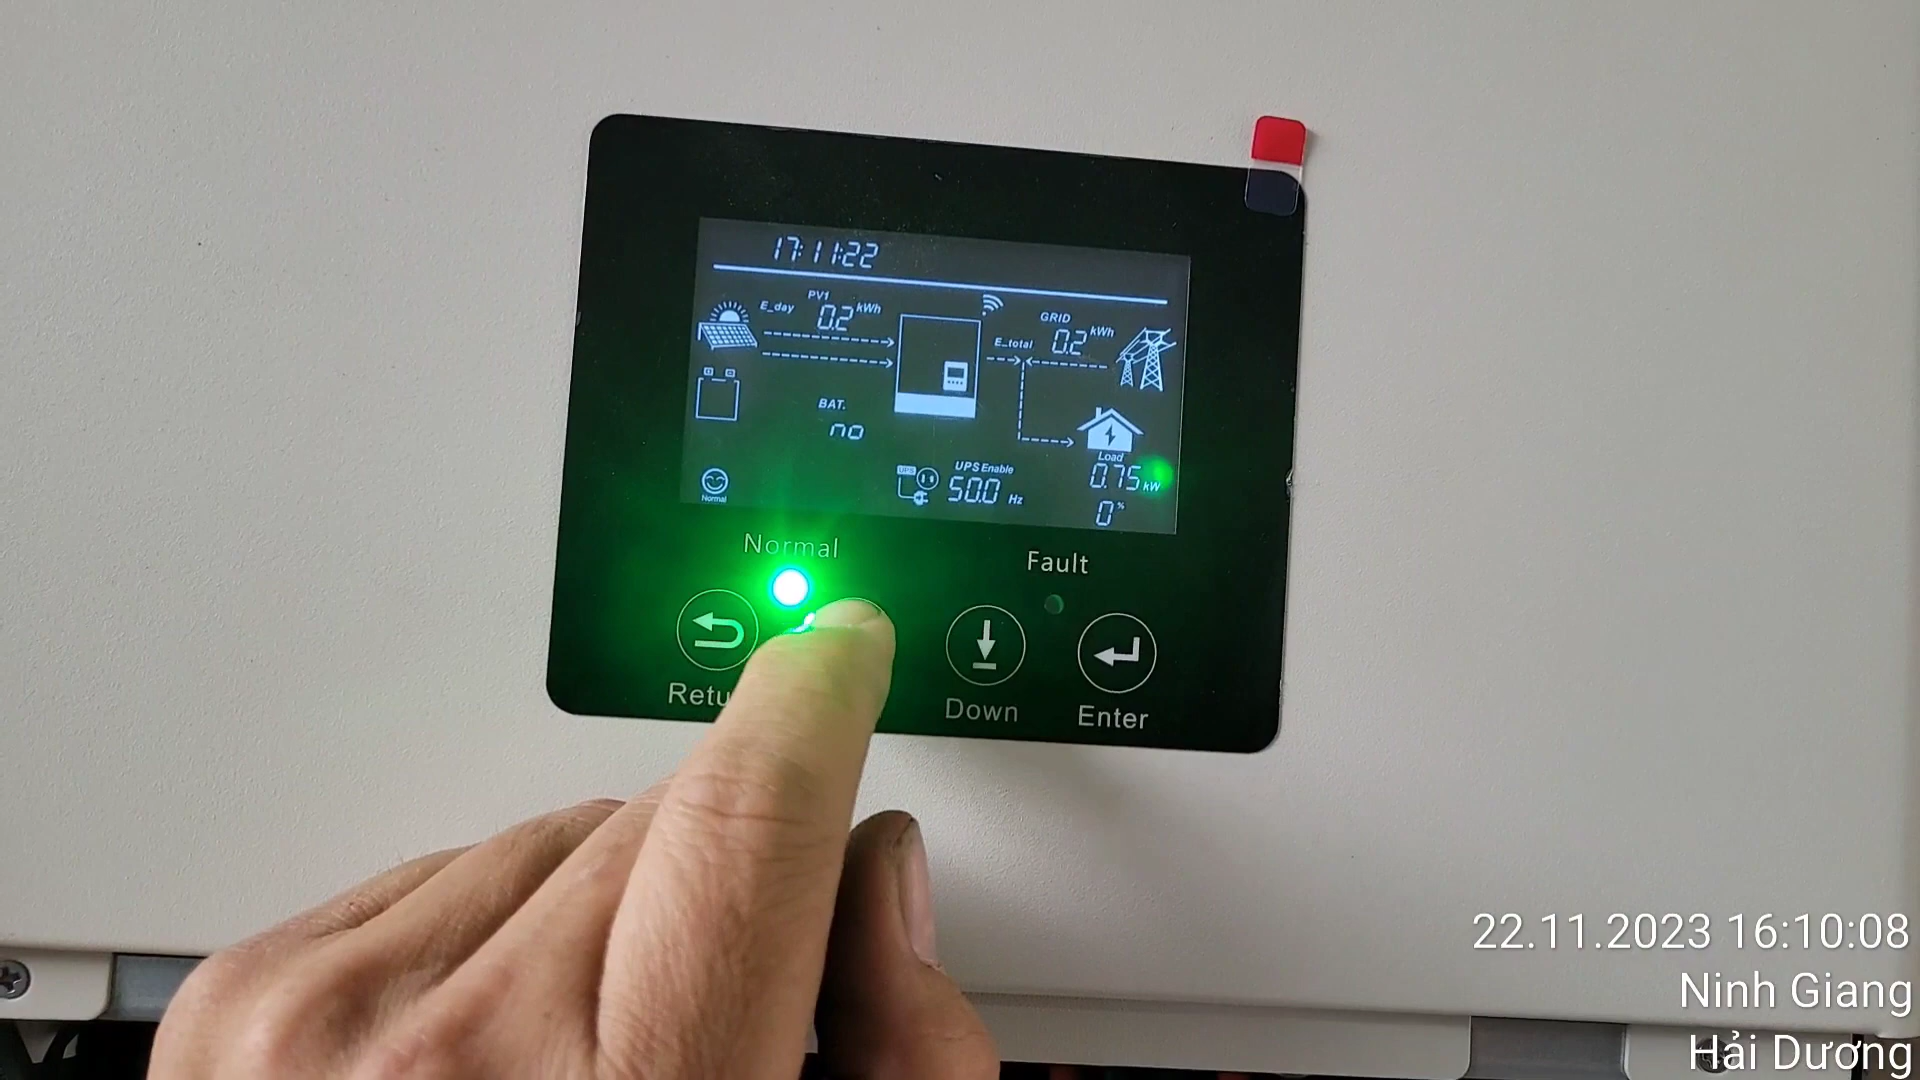 17:11:22
PV1
E_day 0.2 kWh
GRID
E_total 0.2 kWh
BAT.
no
UPS Enable
UPS 50.0 Hz
Load
0.75 kW
0 %
Normal
Normal
Fault
Retu
Down
Enter
22.11.2023 16:10:08
Ninh Giang
Hải Dương